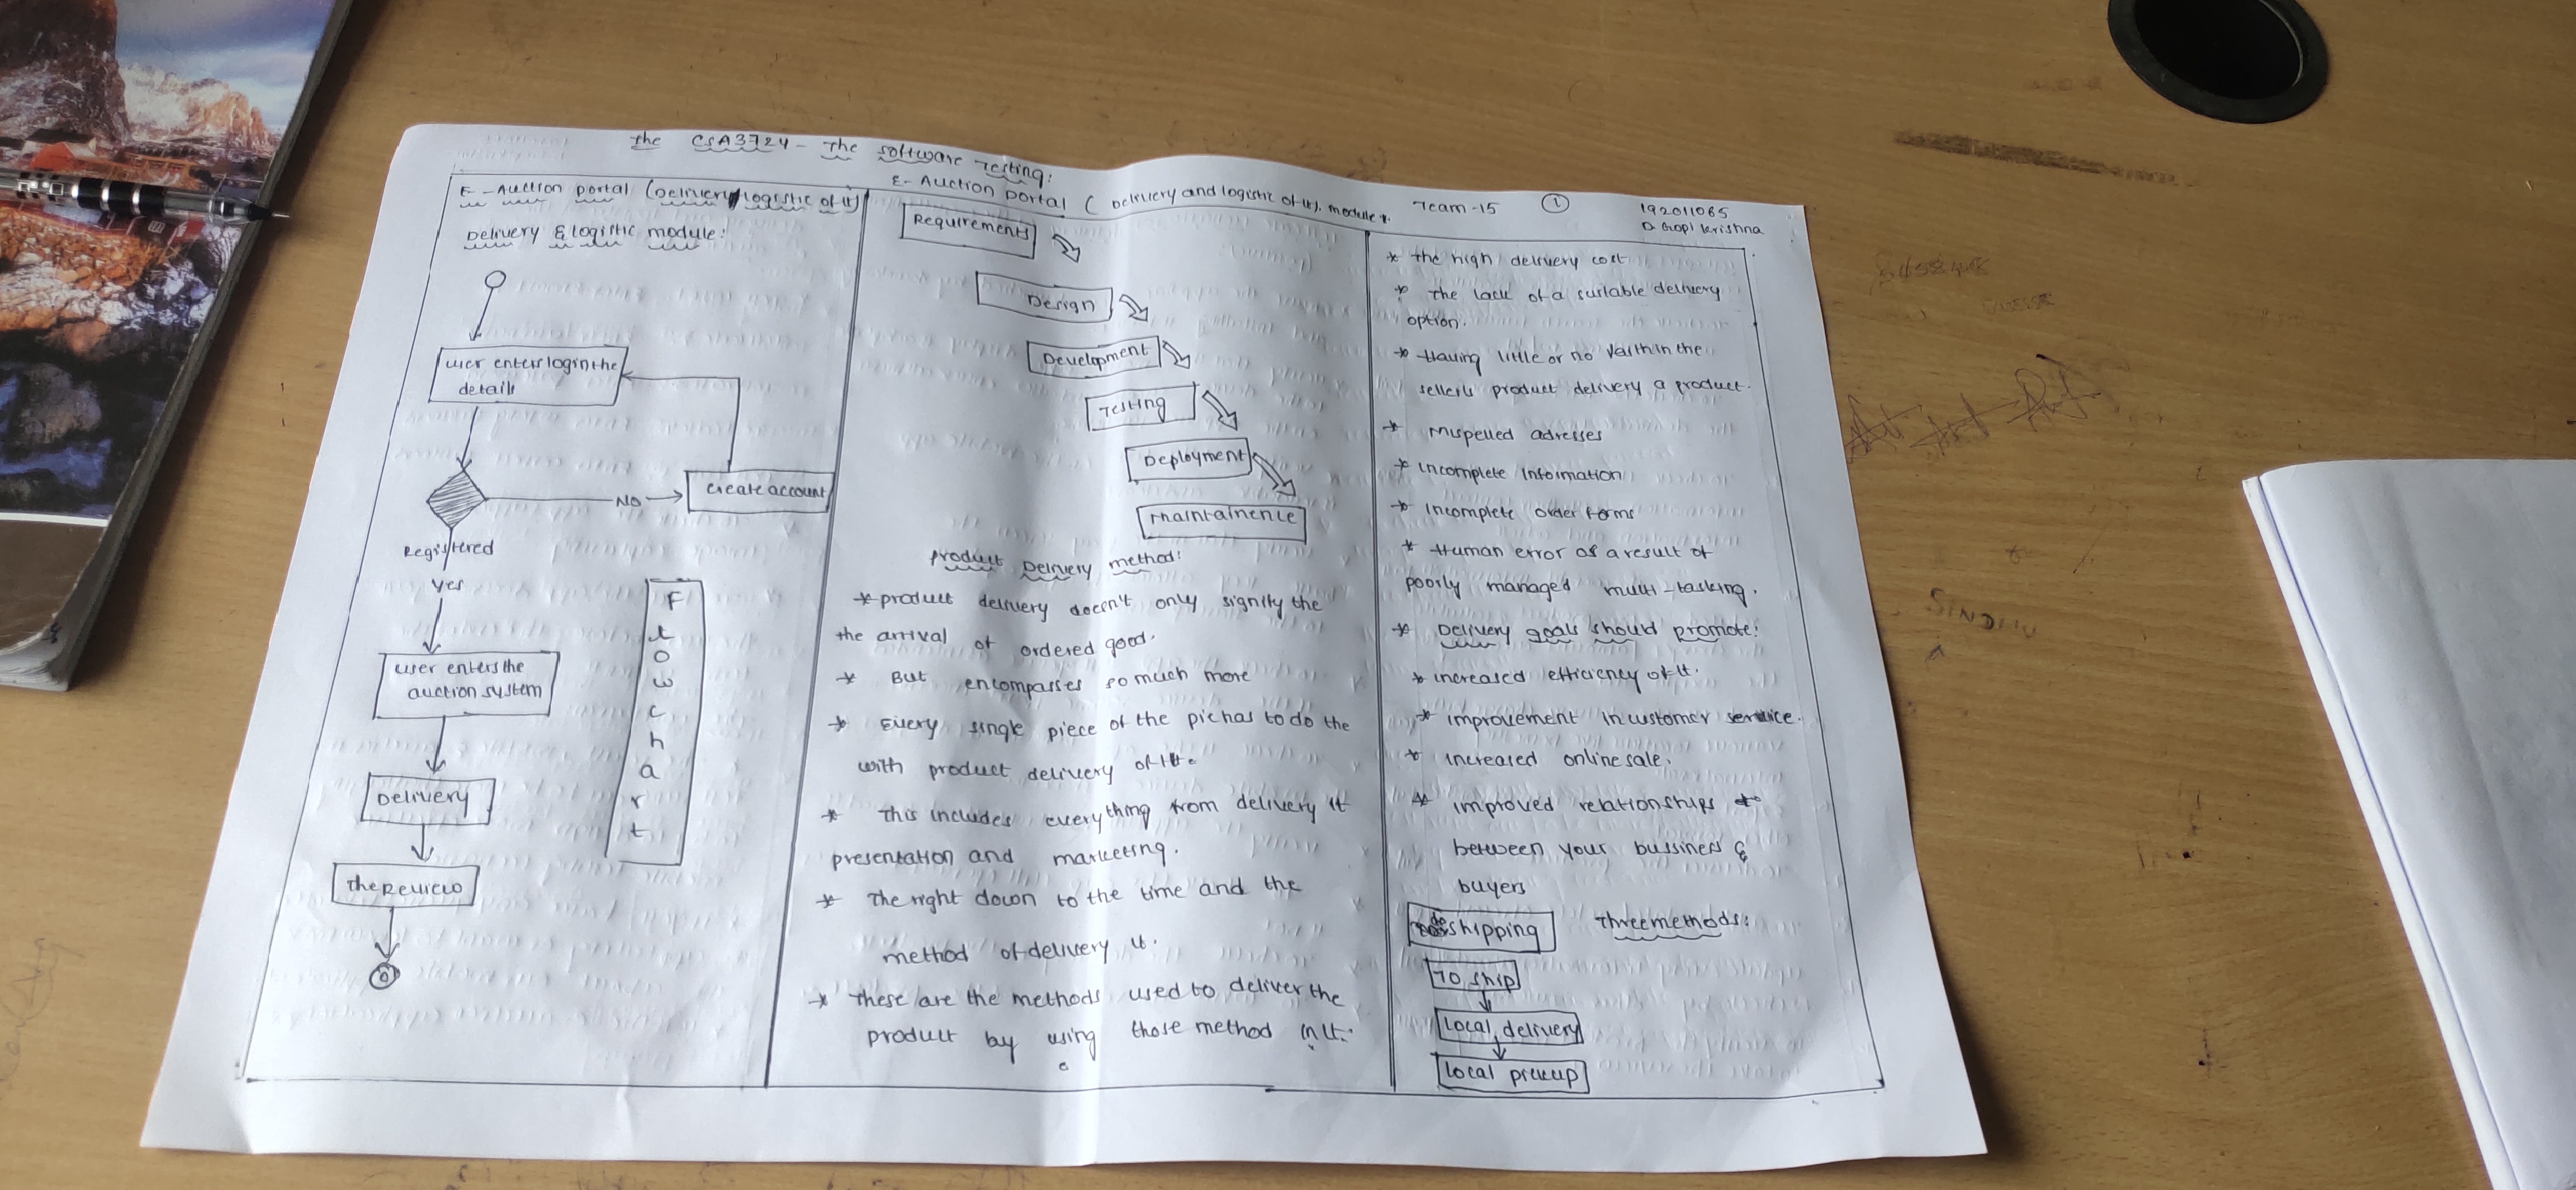 the CSA3724 - The software Testing:
Team -15
1
192011085
D.Gopi krishna
E-Auction portal (Delivery logistic of it)
Delivery & logistic module:
user enters login the
details
Registered
yes
No
create account
user enters the
auction system
Delivery
The Review
F
l
o
w
c
h
a
r
t
E-Auction portal ( Delivery and logistic of it), module 1.
Requirements
Design
Development
Testing
Deployment
Maintainence
product Delivery method:
* product delivery doesn't only signify the
the arrival of ordered good.
* But encompasses so much more
* Every single piece of the pic has to do the
with product delivery of it.
* This includes everything from delivery it
presentation and marketing.
* The right down to the time and the
method of delivery it.
* these are the methods used to deliver the
product by using those method in it.
* the high delivery cost
* The lack of a suitable delivery
option.
* Having little or no faith in the
sellers product delivery a product.
* Mispelled adresses
* Incomplete Information
* Incomplete order forms
* Human error as a result of
poorly managed multi-tasking.
* Delivery goals should promote:
* increased efficiency of it.
* improvement in customer service.
* increased online sale.
* improved relationships
between your bussiness &
buyers
shipping
three methods:
To ship
local delivery
local pickup
SINDHU